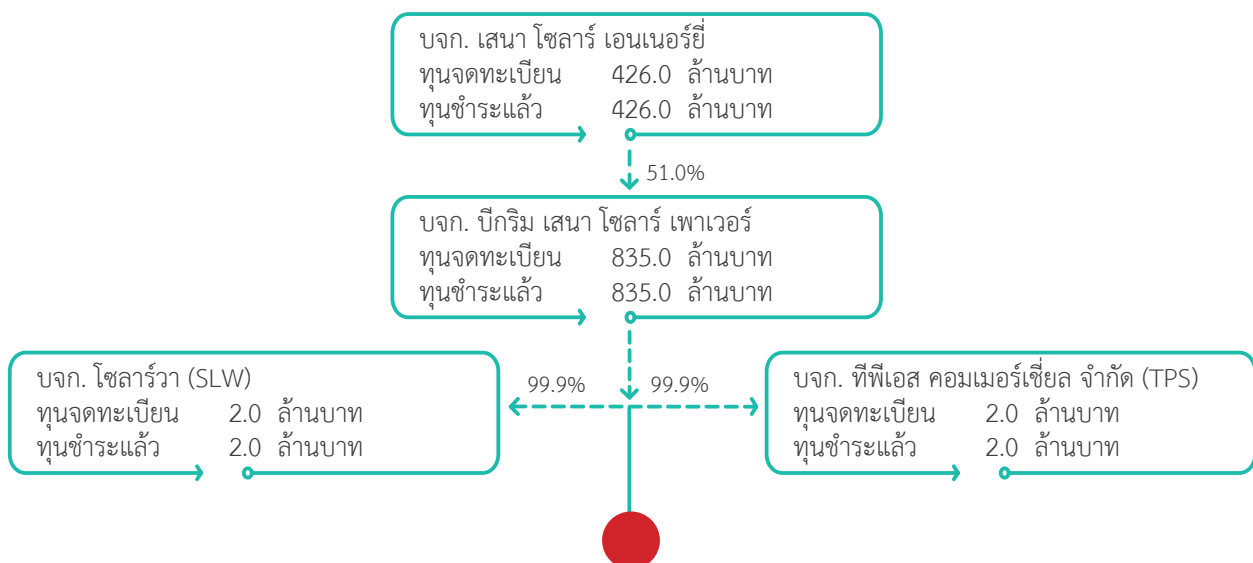 บจก. เสนา โซลาร์ เอนเนอร์ยี่
ทุนจดทะเบียน 426.0 ล้านบาท
ทุนชำระแล้ว 426.0 ล้านบาท
51.0%
บจก. บีกริม เสนา โซลาร์ เพาเวอร์
ทุนจดทะเบียน 835.0 ล้านบาท
ทุนชำระแล้ว 835.0 ล้านบาท
99.9% 99.9%
บจก. โซลาร์วา (SLW)
ทุนจดทะเบียน 2.0 ล้านบาท
ทุนชำระแล้ว 2.0 ล้านบาท
บจก. ทีพีเอส คอมเมอร์เชี่ยล จำกัด (TPS)
ทุนจดทะเบียน 2.0 ล้านบาท
ทุนชำระแล้ว 2.0 ล้านบาท